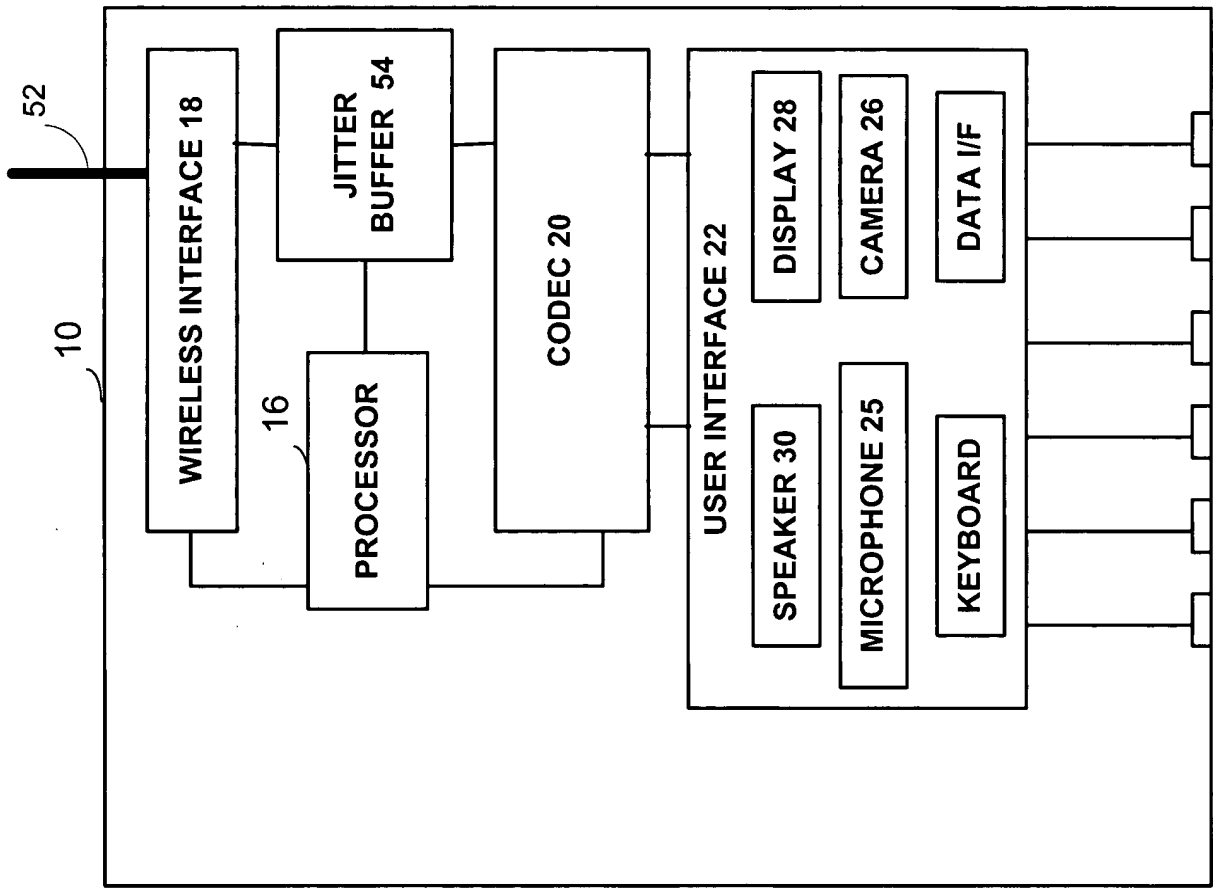 10
52
WIRELESS INTERFACE 18
16
PROCESSOR
JITTER
BUFFER 54
CODEC 20
USER INTERFACE 22
SPEAKER 30
DISPLAY 28
MICROPHONE 25
CAMERA 26
KEYBOARD
DATA I/F